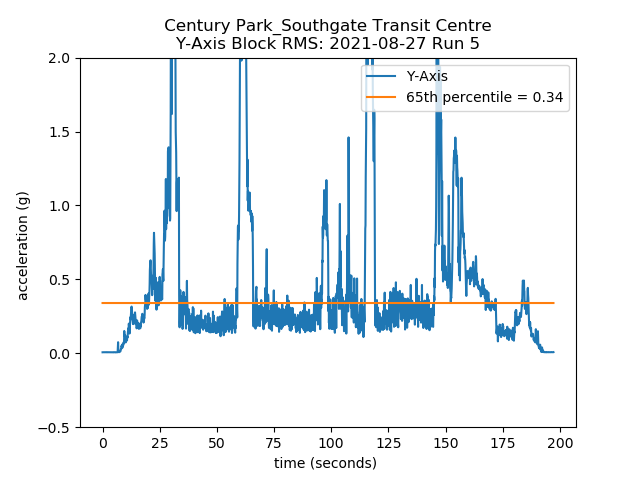 Century Park_Southgate Transit Centre
Y-Axis Block RMS: 2021-08-27 Run 5
Y-Axis
65th percentile = 0.34
2.0
1.5
1.0
0.5
0.0
−0.5
acceleration (g)
0 25 50 75 100 125 150 175 200
time (seconds)